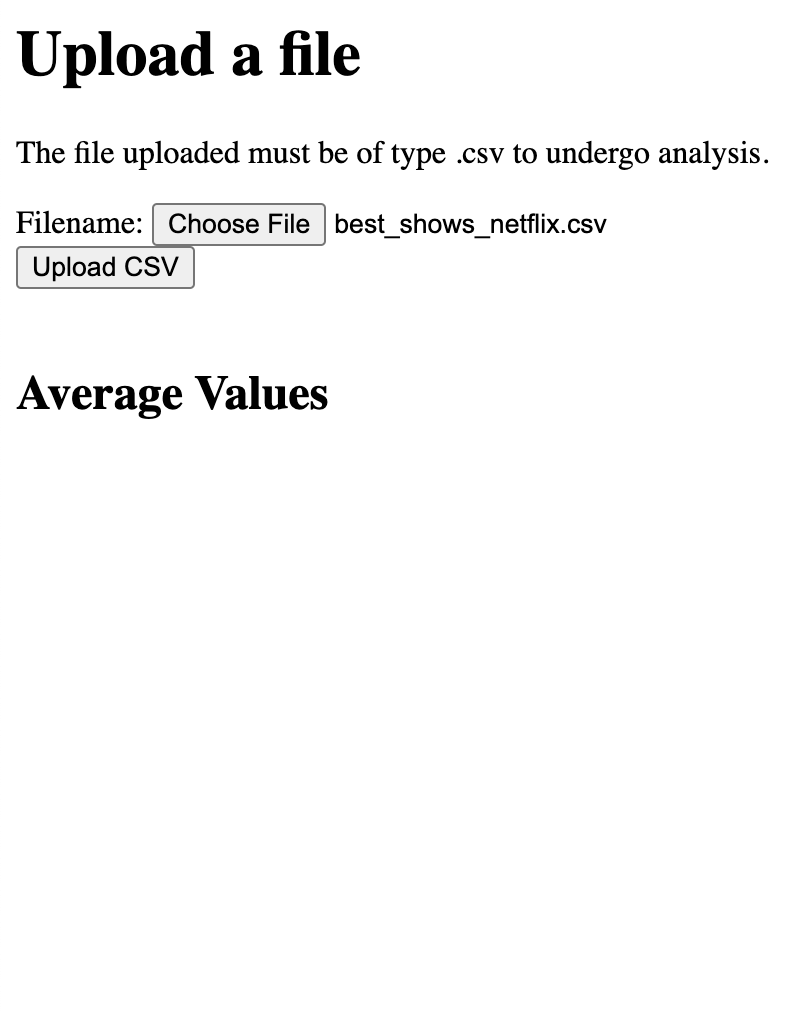 Upload a file
The file uploaded must be of type .csv to undergo analysis.
Filename: Choose File best_shows_netflix.csv
Upload CSV
Average Values